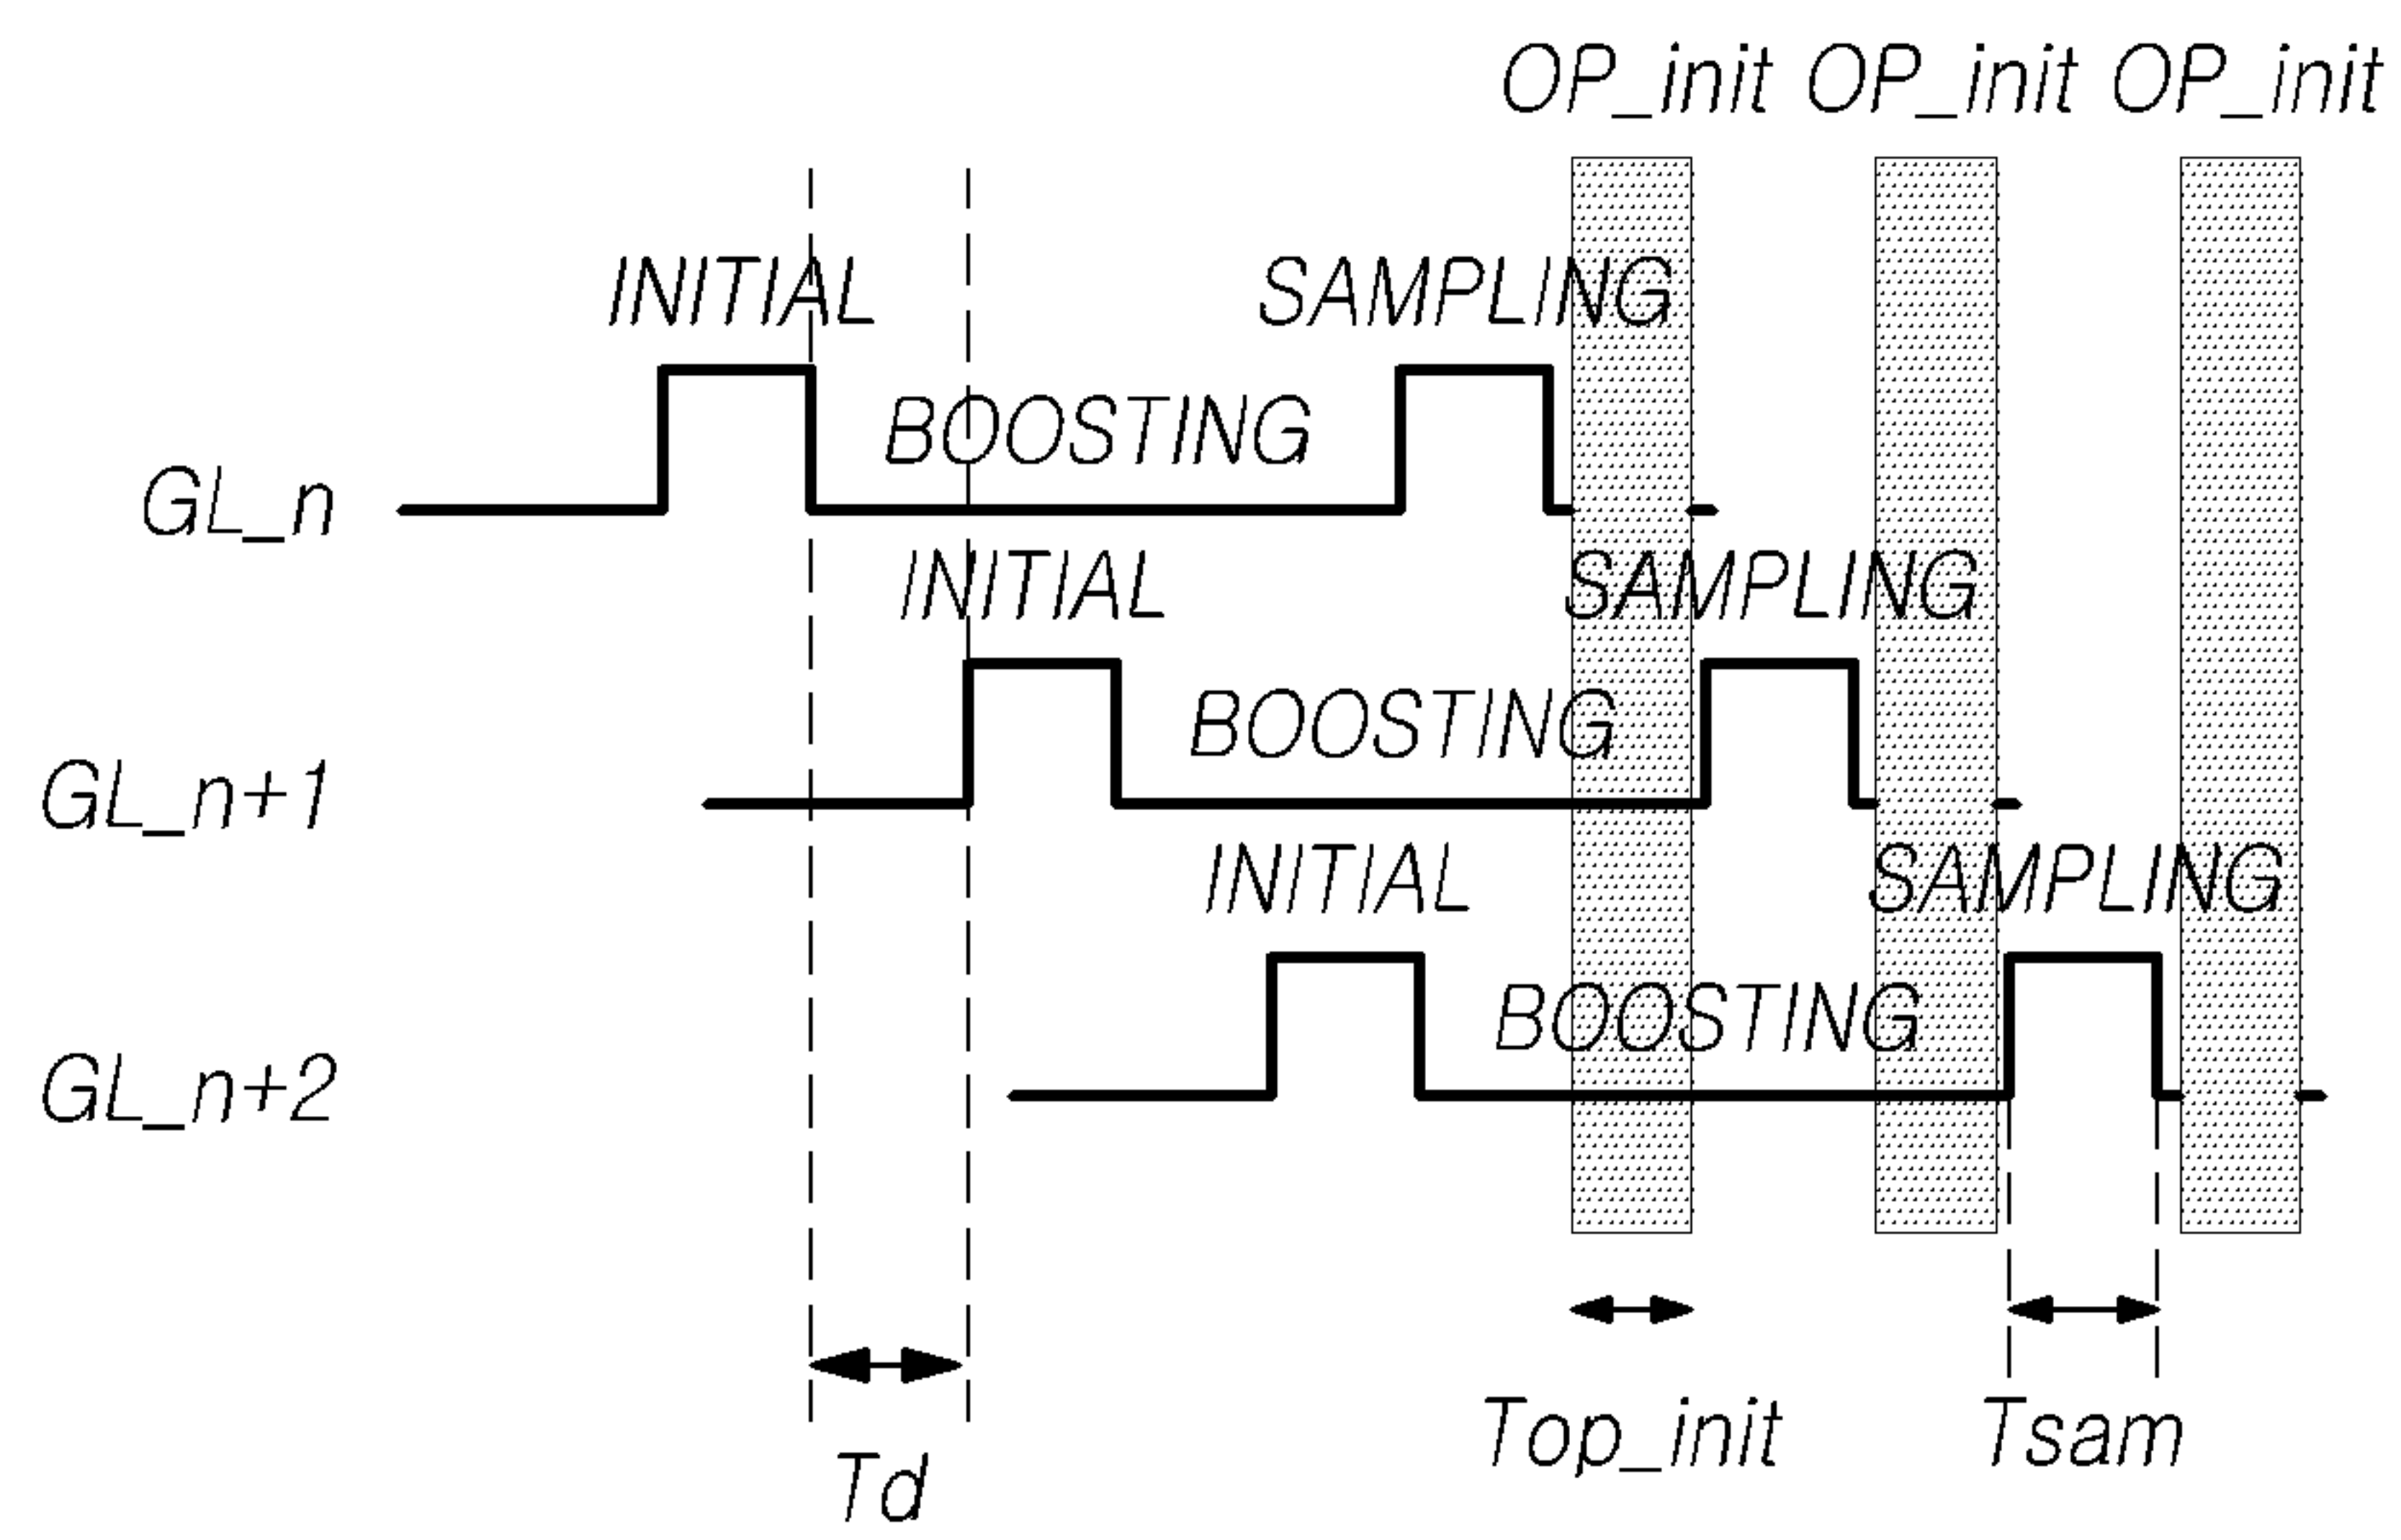 OP_init OP_init OP_init
INITIAL SAMPLING
BOOSTING
GL_n
INITIAL SAMPLING
BOOSTING
GL_n+1
INITIAL SAMPLING
BOOSTING
GL_n+2
Top_init Tsam
Td